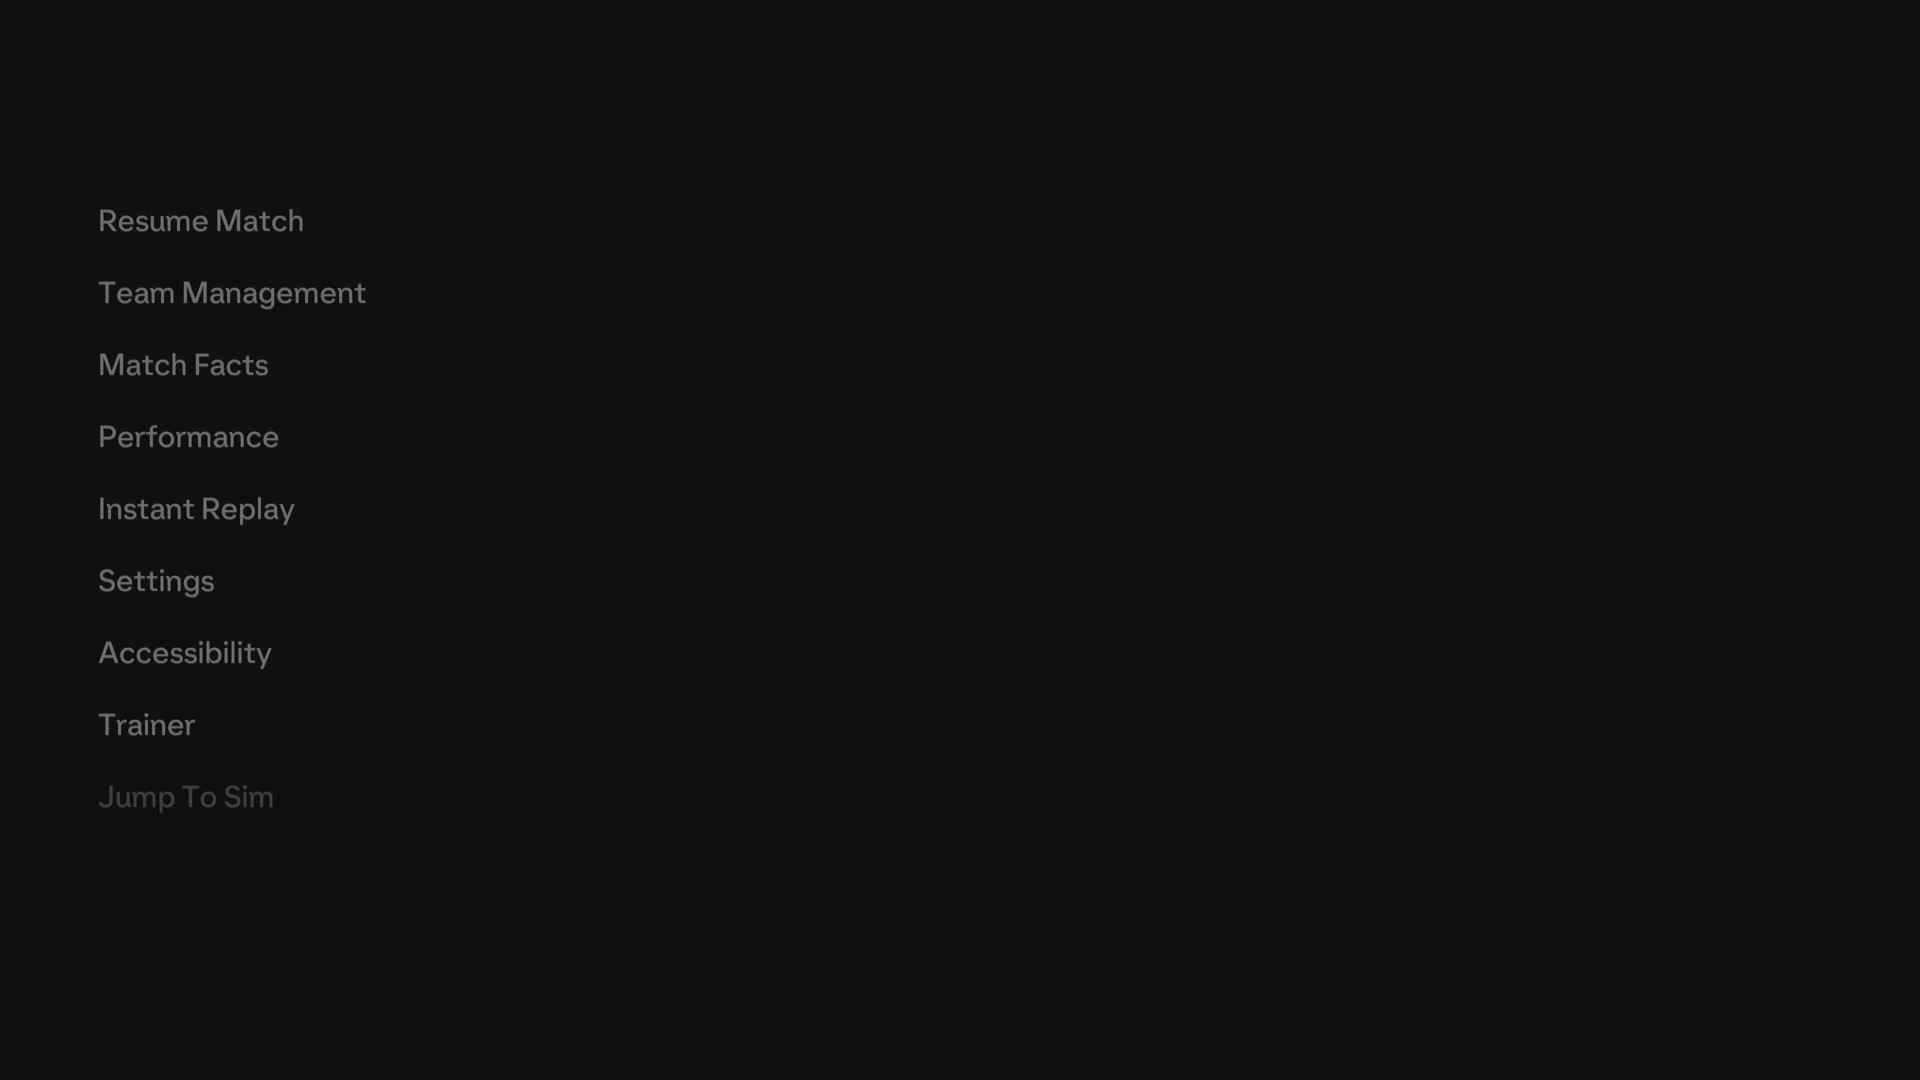 Resume Match
Team Management
Match Facts
Performance
Instant Replay
Settings
Accessibility
Trainer
Jump To Sim